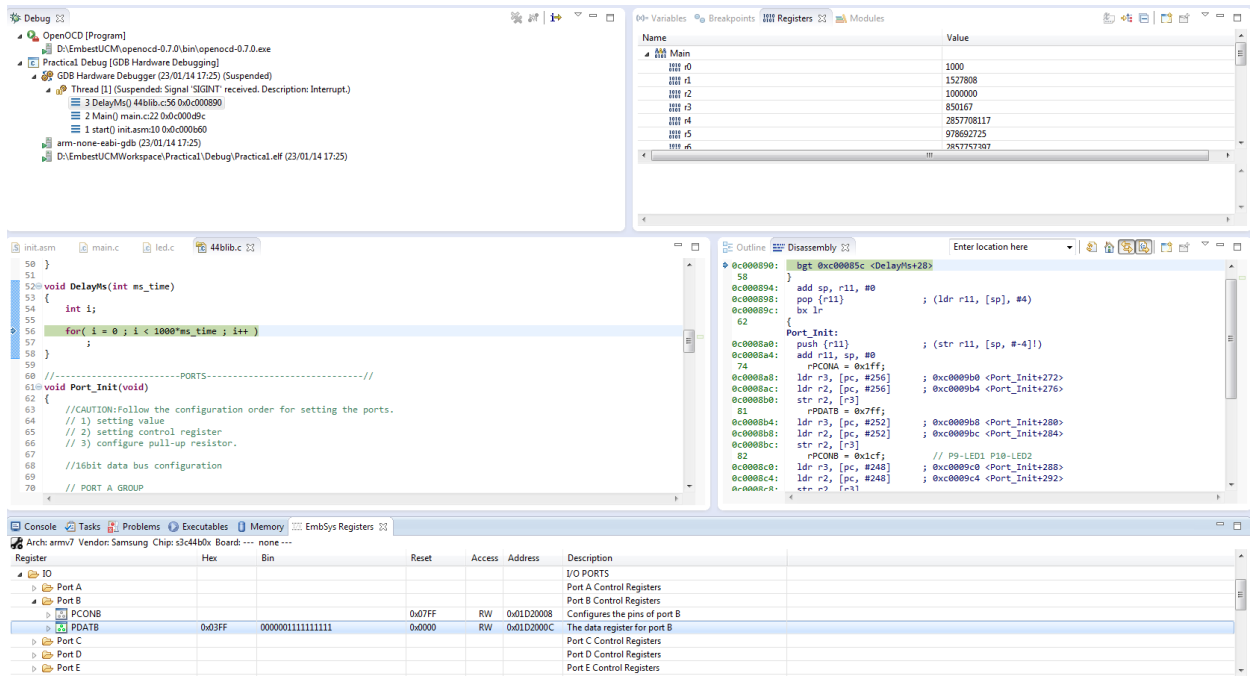 Debug
OpenOCD [Program]
D:\EmbestUCM\openocd-0.7.0\bin\openocd-0.7.0.exe
Practica1 Debug [GDB Hardware Debugging]
GDB Hardware Debugger (23/01/14 17:25) (Suspended)
Thread [1] (Suspended: Signal 'SIGINT' received. Description: Interrupt.)
3 DelayMs() 44blib.c:56 0x0c000890
2 Main() main.c:22 0x0c000d9c
1 start() init.asm:10 0x0c000b60
arm-none-eabi-gdb (23/01/14 17:25)
D:\EmbestUCMWorkspace\Practica1\Debug\Practica1.elf (23/01/14 17:25)
(x)= Variables Breakpoints Registers Modules
Name Value
Main
r0 1000
r1 1527808
r2 1000000
r3 850167
r4 2857708117
r5 978692725
r6 2857757397
init.asm main.c led.c 44blib.c
50 }
51
52 void DelayMs(int ms_time)
53 {
54 int i;
55
56 for( i = 0 ; i < 1000*ms_time ; i++ )
57 ;
58 }
59
60 //------------------------PORTS------------------------------//
61 void Port_Init(void)
62 {
63 //CAUTION:Follow the configuration order for setting the ports.
64 // 1) setting value
65 // 2) setting control register
66 // 3) configure pull-up resistor.
67
68 //16bit data bus configuration
69
70 // PORT A GROUP
Outline Disassembly Enter location here
0c000890: bgt 0xc00085c <DelayMs+28>
58 }
0c000894: add sp, r11, #0
0c000898: pop {r11} ; (ldr r11, [sp], #4)
0c00089c: bx lr
62 {
Port_Init:
0c0008a0: push {r11} ; (str r11, [sp, #-4]!)
0c0008a4: add r11, sp, #0
74 rPCONA = 0x1ff;
0c0008a8: ldr r3, [pc, #256] ; 0xc0009b0 <Port_Init+272>
0c0008ac: ldr r2, [pc, #256] ; 0xc0009b4 <Port_Init+276>
0c0008b0: str r2, [r3]
81 rPDATB = 0x7ff;
0c0008b4: ldr r3, [pc, #252] ; 0xc0009b8 <Port_Init+280>
0c0008b8: ldr r2, [pc, #252] ; 0xc0009bc <Port_Init+284>
0c0008bc: str r2, [r3]
82 rPCONB = 0x1cf; // P9-LED1 P10-LED2
0c0008c0: ldr r3, [pc, #248] ; 0xc0009c0 <Port_Init+288>
0c0008c4: ldr r2, [pc, #248] ; 0xc0009c4 <Port_Init+292>
0c0008c8: str r2, [r3]
Console Tasks Problems Executables Memory EmbSys Registers
Arch: armv7 Vendor: Samsung Chip: s3c44b0x Board: --- none ---
Register Hex Bin Reset Access Address Description
IO I/O PORTS
Port A Port A Control Registers
Port B Port B Control Registers
PCONB 0x07FF RW 0x01D20008 Configures the pins of port B
PDATB 0x03FF 0000001111111111 0x0000 RW 0x01D2000C The data register for port B
Port C Port C Control Registers
Port D Port D Control Registers
Port E Port E Control Registers